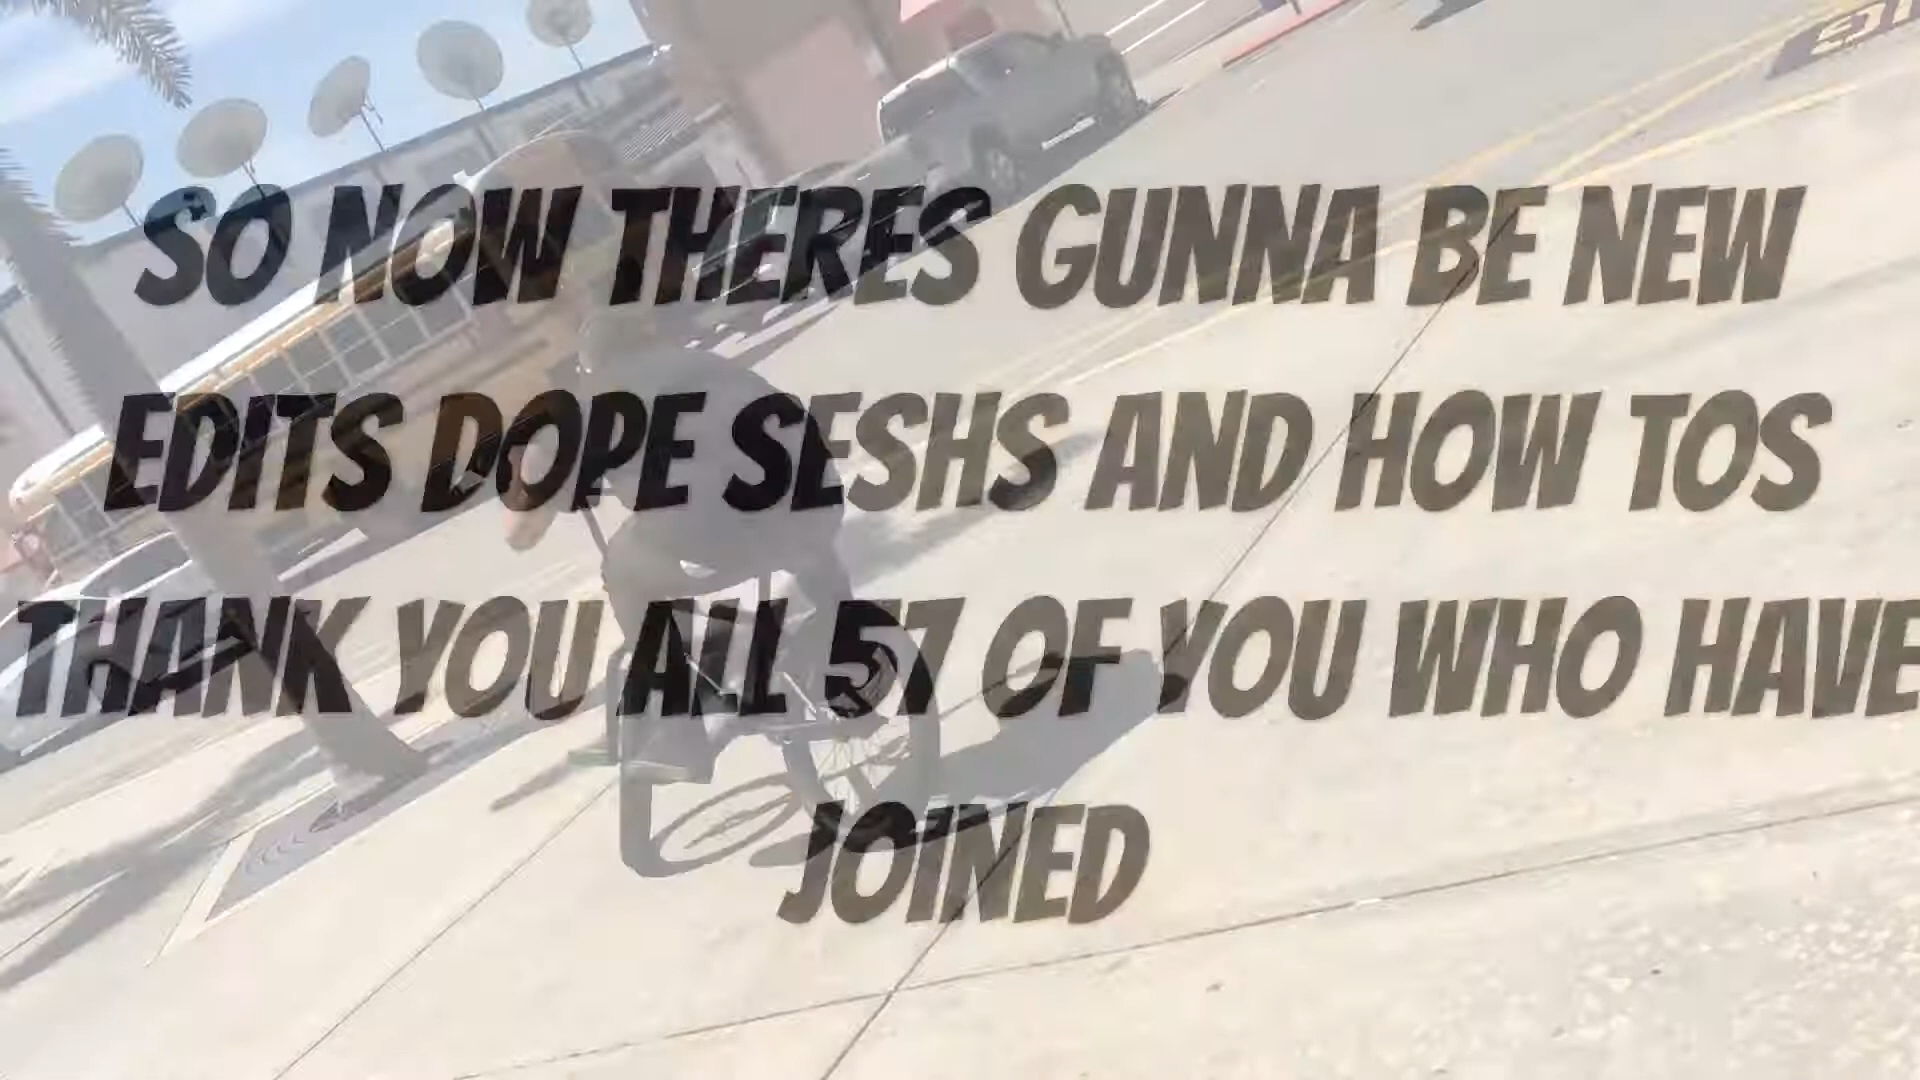 SO NOW THERES GUNNA BE NEW
EDITS DOPE SESHS AND HOW TOS
THANK YOU ALL 57 OF YOU WHO HAVE
JOINED